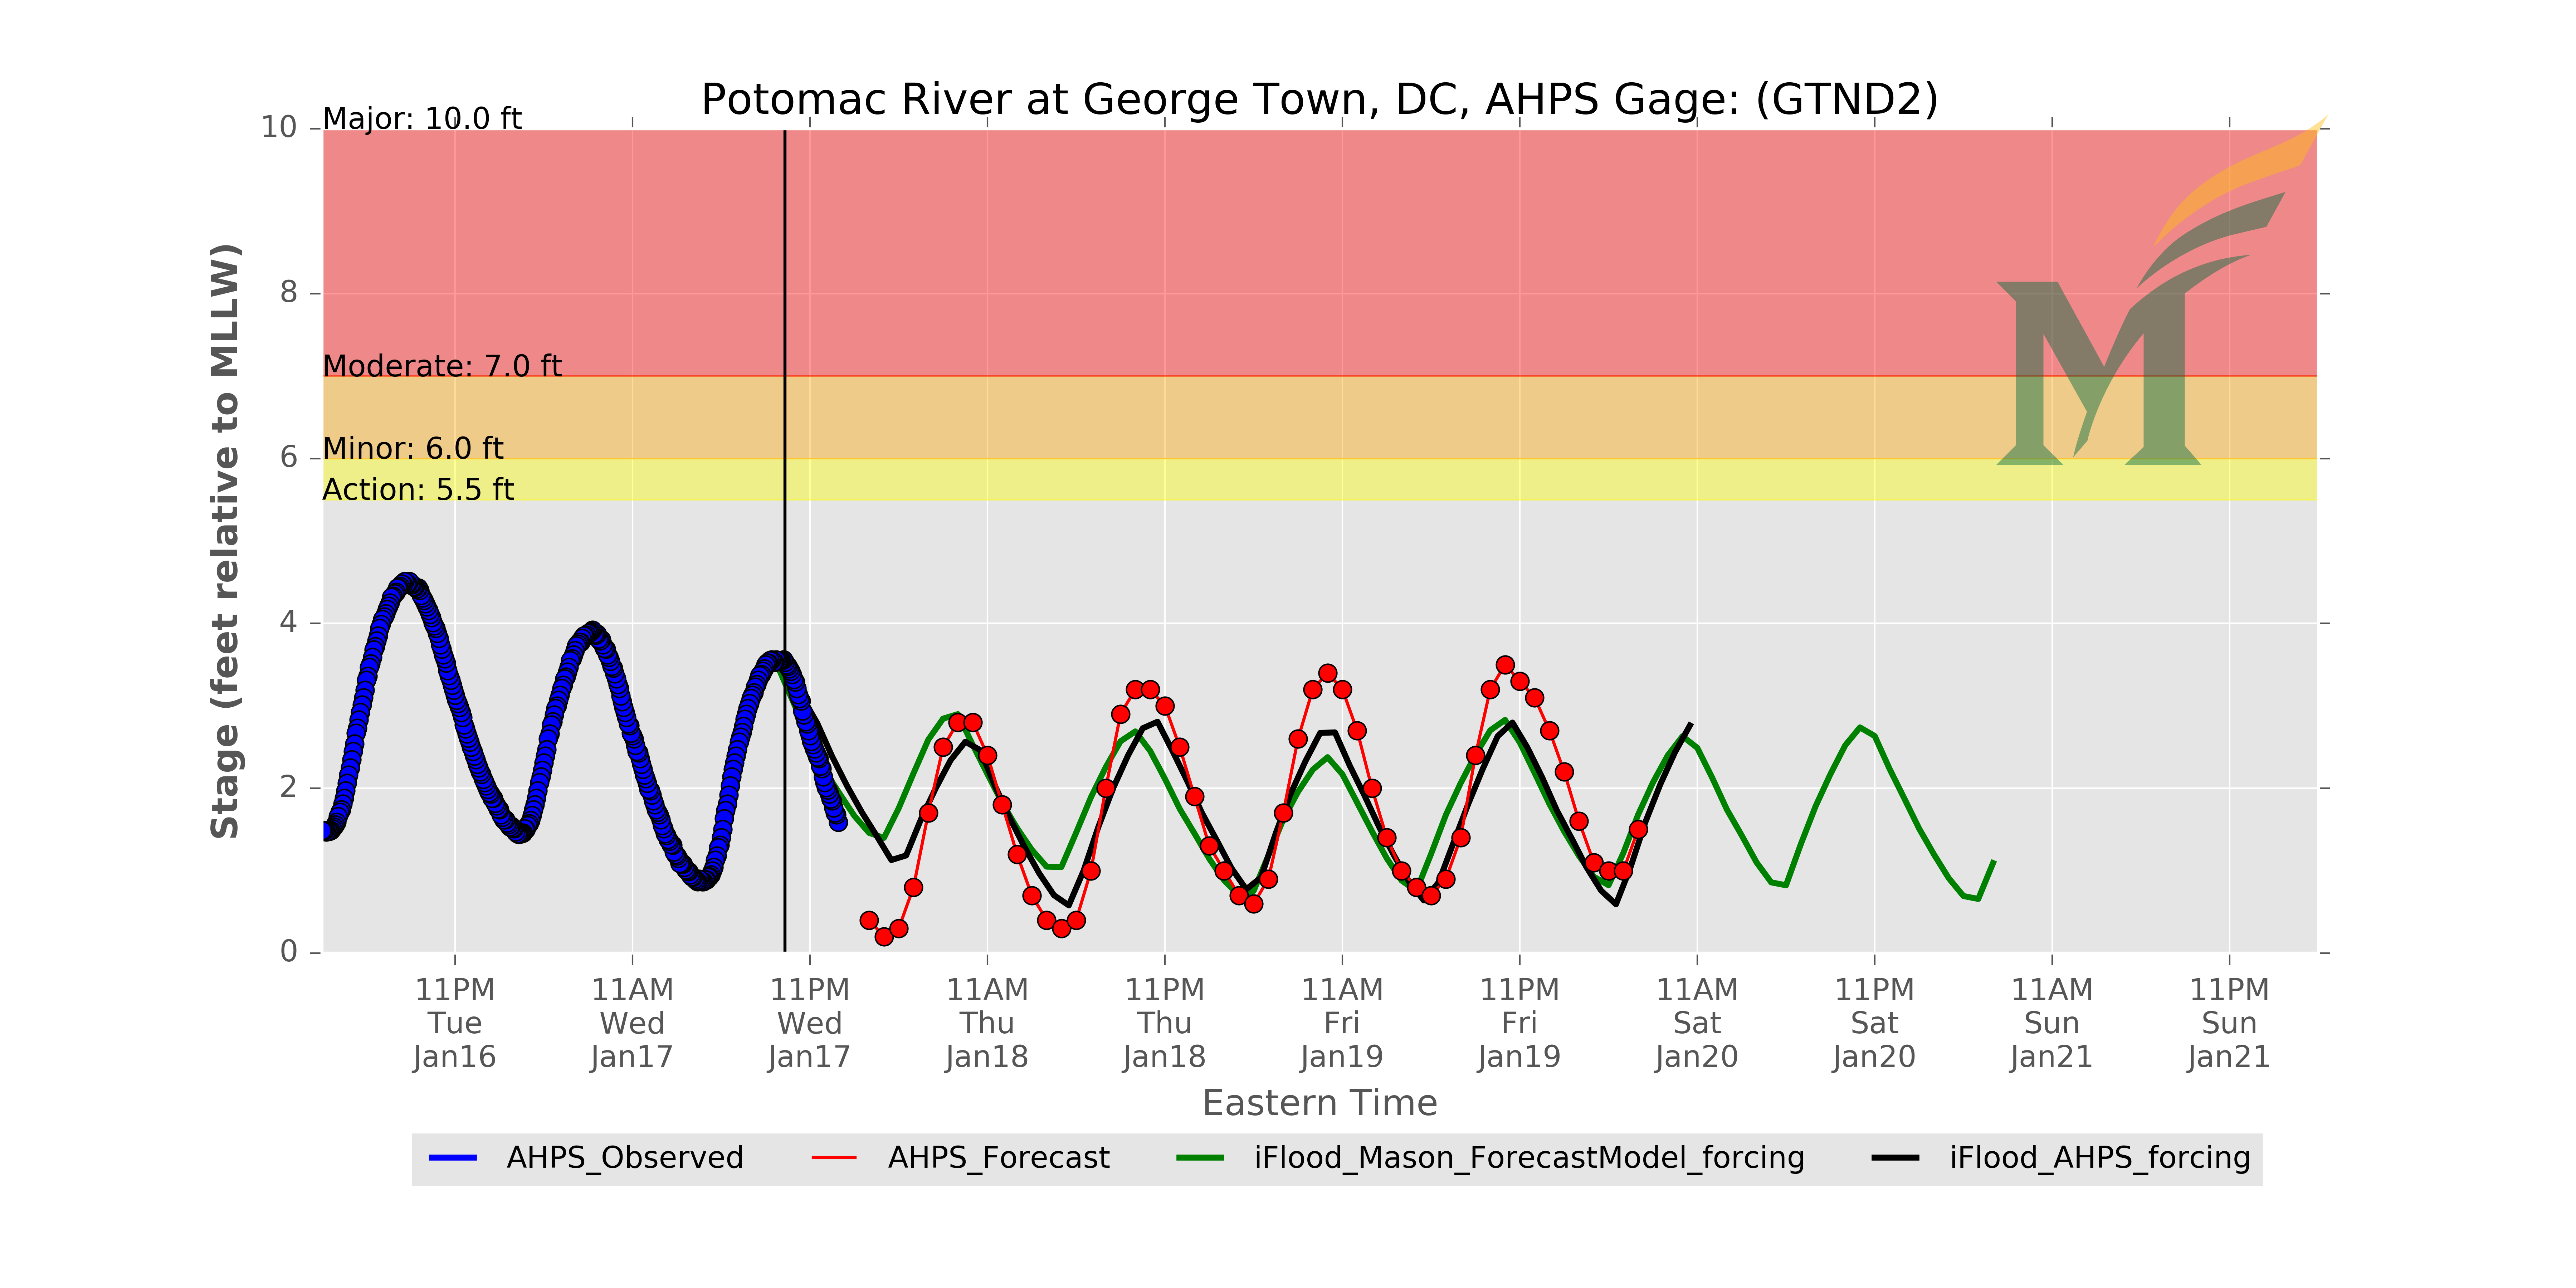 Potomac River at George Town, DC, AHPS Gage: (GTND2)
Major: 10.0 ft
Moderate: 7.0 ft
Minor: 6.0 ft
Action: 5.5 ft
10
8
6
4
2
0
Stage (feet relative to MLLW)
11PM
Tue
Jan16
11AM
Wed
Jan17
11PM
Wed
Jan17
11AM
Thu
Jan18
11PM
Thu
Jan18
11AM
Fri
Jan19
11PM
Fri
Jan19
11AM
Sat
Jan20
11PM
Sat
Jan20
11AM
Sun
Jan21
11PM
Sun
Jan21
Eastern Time
AHPS_Observed
AHPS_Forecast
iFlood_Mason_ForecastModel_forcing
iFlood_AHPS_forcing
M